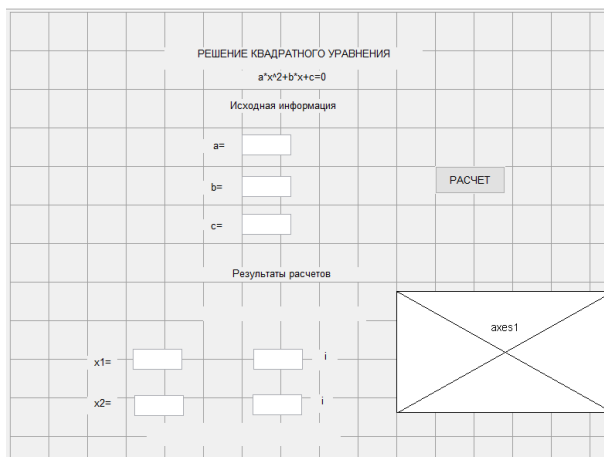 РЕШЕНИЕ КВАДРАТНОГО УРАВНЕНИЯ
a*x^2+b*x+c=0
Исходная информация
a=
b=
РАСЧЕТ
c=
Результаты расчетов
axes1
x1= i
x2= i